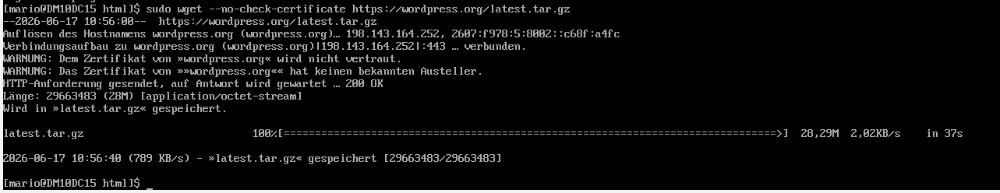 [mario@DM10DC15 html]$ sudo wget --no-check-certificate https://wordpress.org/latest.tar.gz
--2026-06-17 10:56:00--  https://wordpress.org/latest.tar.gz
Auflösen des Hostnamens wordpress.org (wordpress.org)… 198.143.164.252, 2607:f978:5:8002::c68f:a4fc
Verbindungsaufbau zu wordpress.org (wordpress.org)|198.143.164.252|:443 … verbunden.
WARNUNG: Dem Zertifikat von »wordpress.org« wird nicht vertraut.
WARNUNG: Das Zertifikat von »»wordpress.org«« hat keinen bekannten Austeller.
HTTP-Anforderung gesendet, auf Antwort wird gewartet … 200 OK
Länge: 29663483 (28M) [application/octet-stream]
Wird in »latest.tar.gz« gespeichert.
latest.tar.gz 100%[===============================================================================>] 28,29M 2,02KB/s in 37s
2026-06-17 10:56:40 (789 KB/s) - »latest.tar.gz« gespeichert [29663483/29663483]
[mario@DM10DC15 html]$ _